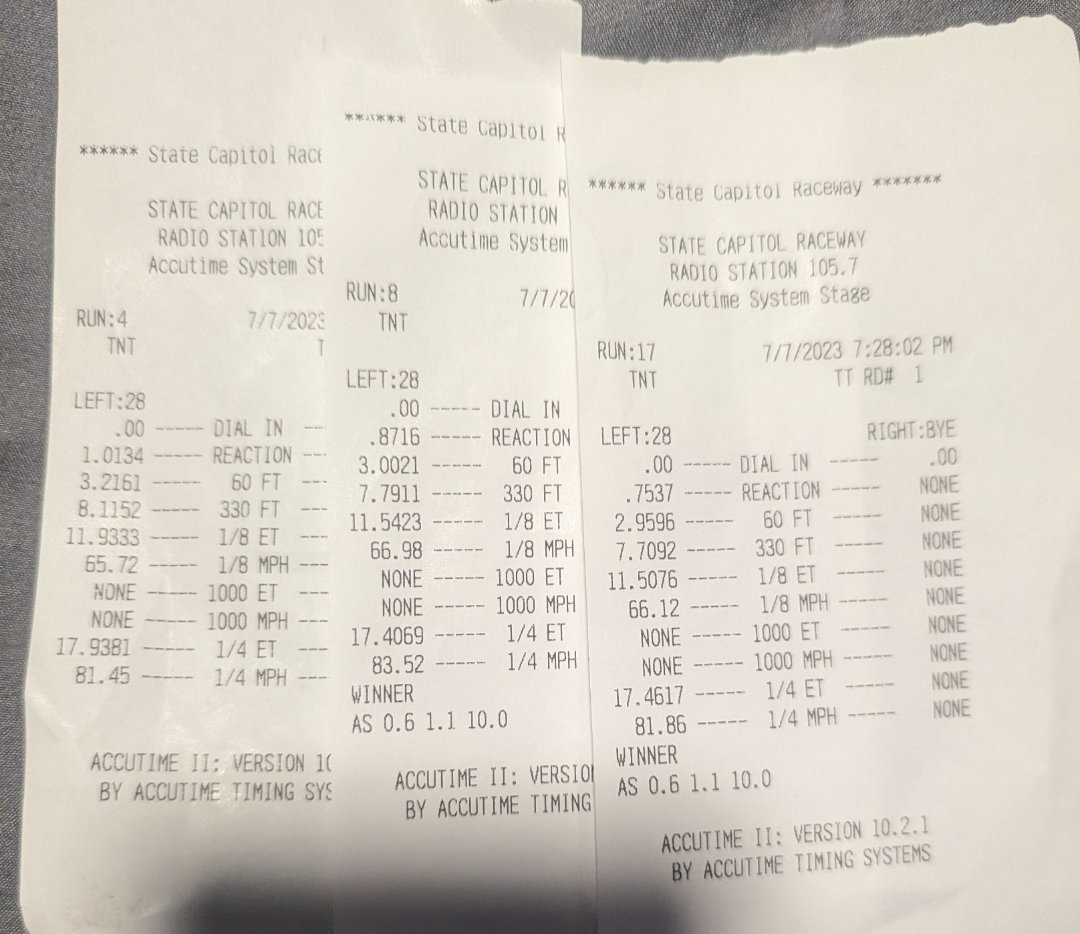 ****** State Capitol Race
STATE CAPITOL RACE
RADIO STATION 105
Accutime System St
RUN:4 7/7/2023
TNT T
LEFT:28
.00 ----- DIAL IN ---
1.0134 ----- REACTION ---
3.2161 ----- 60 FT ---
8.1152 ----- 330 FT ---
11.9333 ----- 1/8 ET ---
65.72 ----- 1/8 MPH ---
NONE ----- 1000 ET ---
NONE ----- 1000 MPH ---
17.9381 ----- 1/4 ET ---
81.45 ----- 1/4 MPH ---
ACCUTIME II: VERSION 10
BY ACCUTIME TIMING SYS
****** State Capitol R
STATE CAPITOL R
RADIO STATION
Accutime System
RUN:8 7/7/20
TNT
LEFT:28
.00 ----- DIAL IN
.8716 ----- REACTION
3.0021 ----- 60 FT
7.7911 ----- 330 FT
11.5423 ----- 1/8 ET
66.98 ----- 1/8 MPH
NONE ----- 1000 ET
NONE ----- 1000 MPH
17.4069 ----- 1/4 ET
83.52 ----- 1/4 MPH
WINNER
AS 0.6 1.1 10.0
ACCUTIME II: VERSIO
BY ACCUTIME TIMING
****** State Capitol Raceway *******
STATE CAPITOL RACEWAY
RADIO STATION 105.7
Accutime System Stage
RUN:17 7/7/2023 7:28:02 PM
TNT TT RD# 1
LEFT:28 RIGHT:BYE
.00 ----- DIAL IN ----- .00
.7537 ----- REACTION ----- NONE
2.9596 ----- 60 FT ----- NONE
7.7092 ----- 330 FT ----- NONE
11.5076 ----- 1/8 ET ----- NONE
66.12 ----- 1/8 MPH ----- NONE
NONE ----- 1000 ET ----- NONE
NONE ----- 1000 MPH ----- NONE
17.4617 ----- 1/4 ET ----- NONE
81.86 ----- 1/4 MPH ----- NONE
WINNER
AS 0.6 1.1 10.0
ACCUTIME II: VERSION 10.2.1
BY ACCUTIME TIMING SYSTEMS